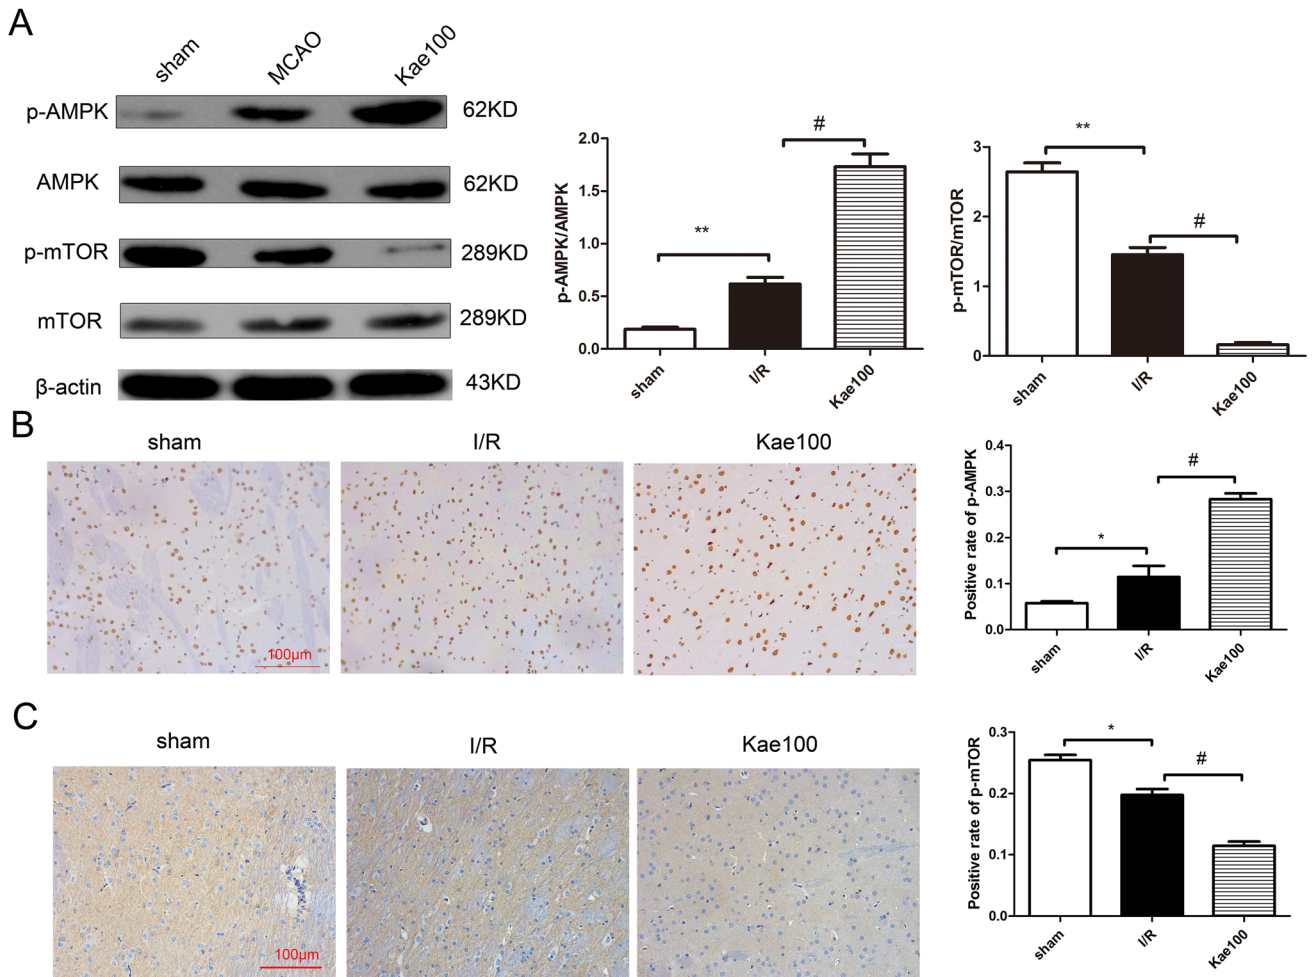 A
sham MCAO Kae100
p-AMPK 62KD
AMPK 62KD
p-mTOR 289KD
mTOR 289KD
β-actin 43KD
p-AMPK/AMPK
2.0
1.5
1.0
0.5
0.0
**
#
sham I/R Kae100
p-mTOR/mTOR
3
2
1
0
**
#
sham I/R Kae100
B
sham I/R Kae100
100μm
Positive rate of p-AMPK
0.4
0.3
0.2
0.1
0.0
*
#
sham I/R Kae100
C
sham I/R Kae100
100μm
Positive rate of p-mTOR
0.3
0.2
0.1
0.0
*
#
sham I/R Kae100